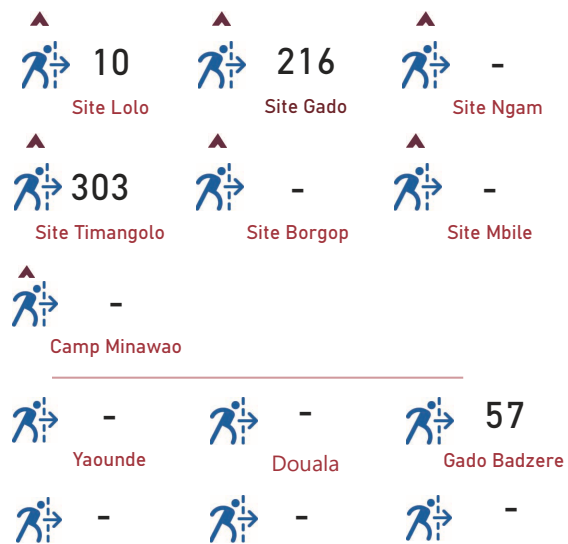 10 216 -
Site Lolo Site Gado Site Ngam
303 - -
Site Timangolo Site Borgop Site Mbile
-
Camp Minawao
- - 57
Yaounde Douala Gado Badzere
- - -